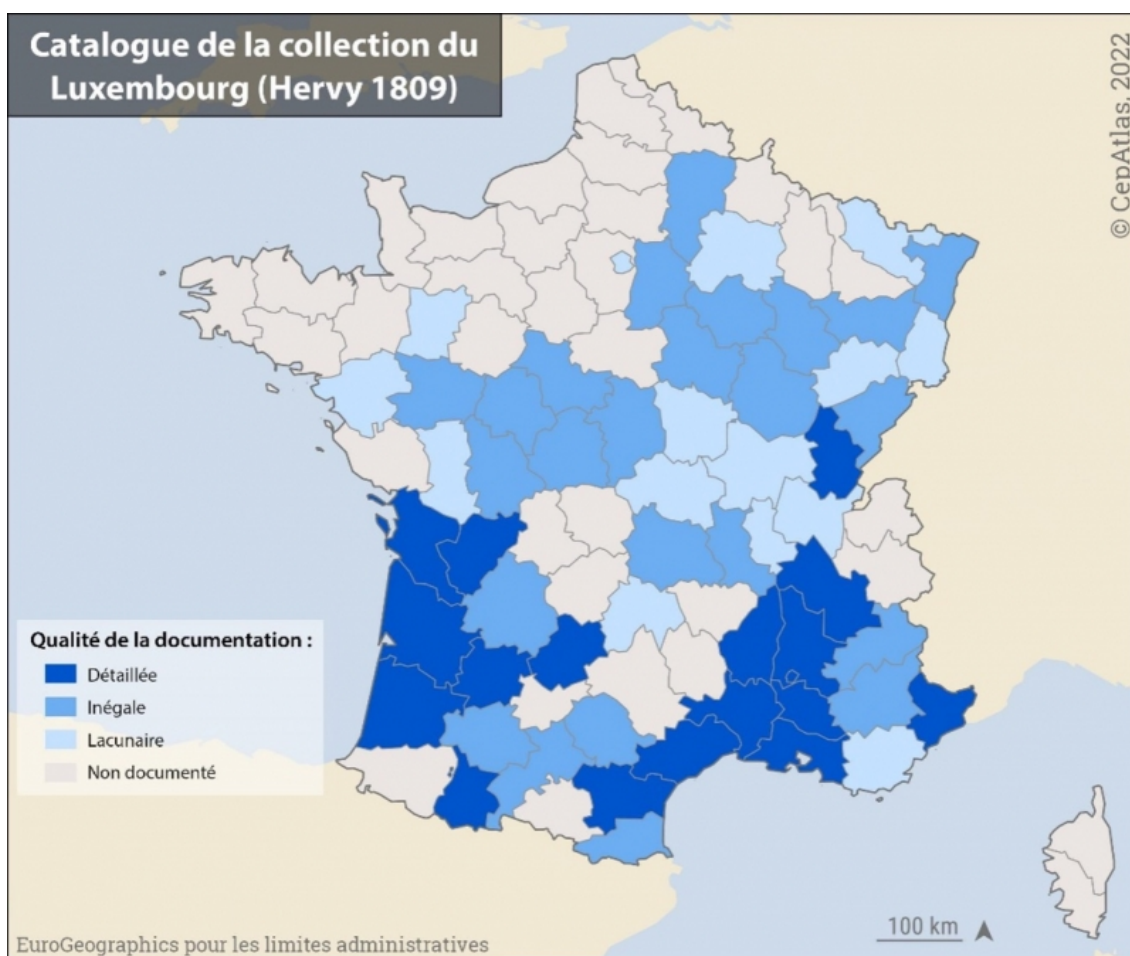 Catalogue de la collection du
Luxembourg (Hervy 1809)
© CepAtlas, 2022
Qualité de la documentation :
Détaillée
Inégale
Lacunaire
Non documenté
100 km
EuroGeographics pour les limites administratives